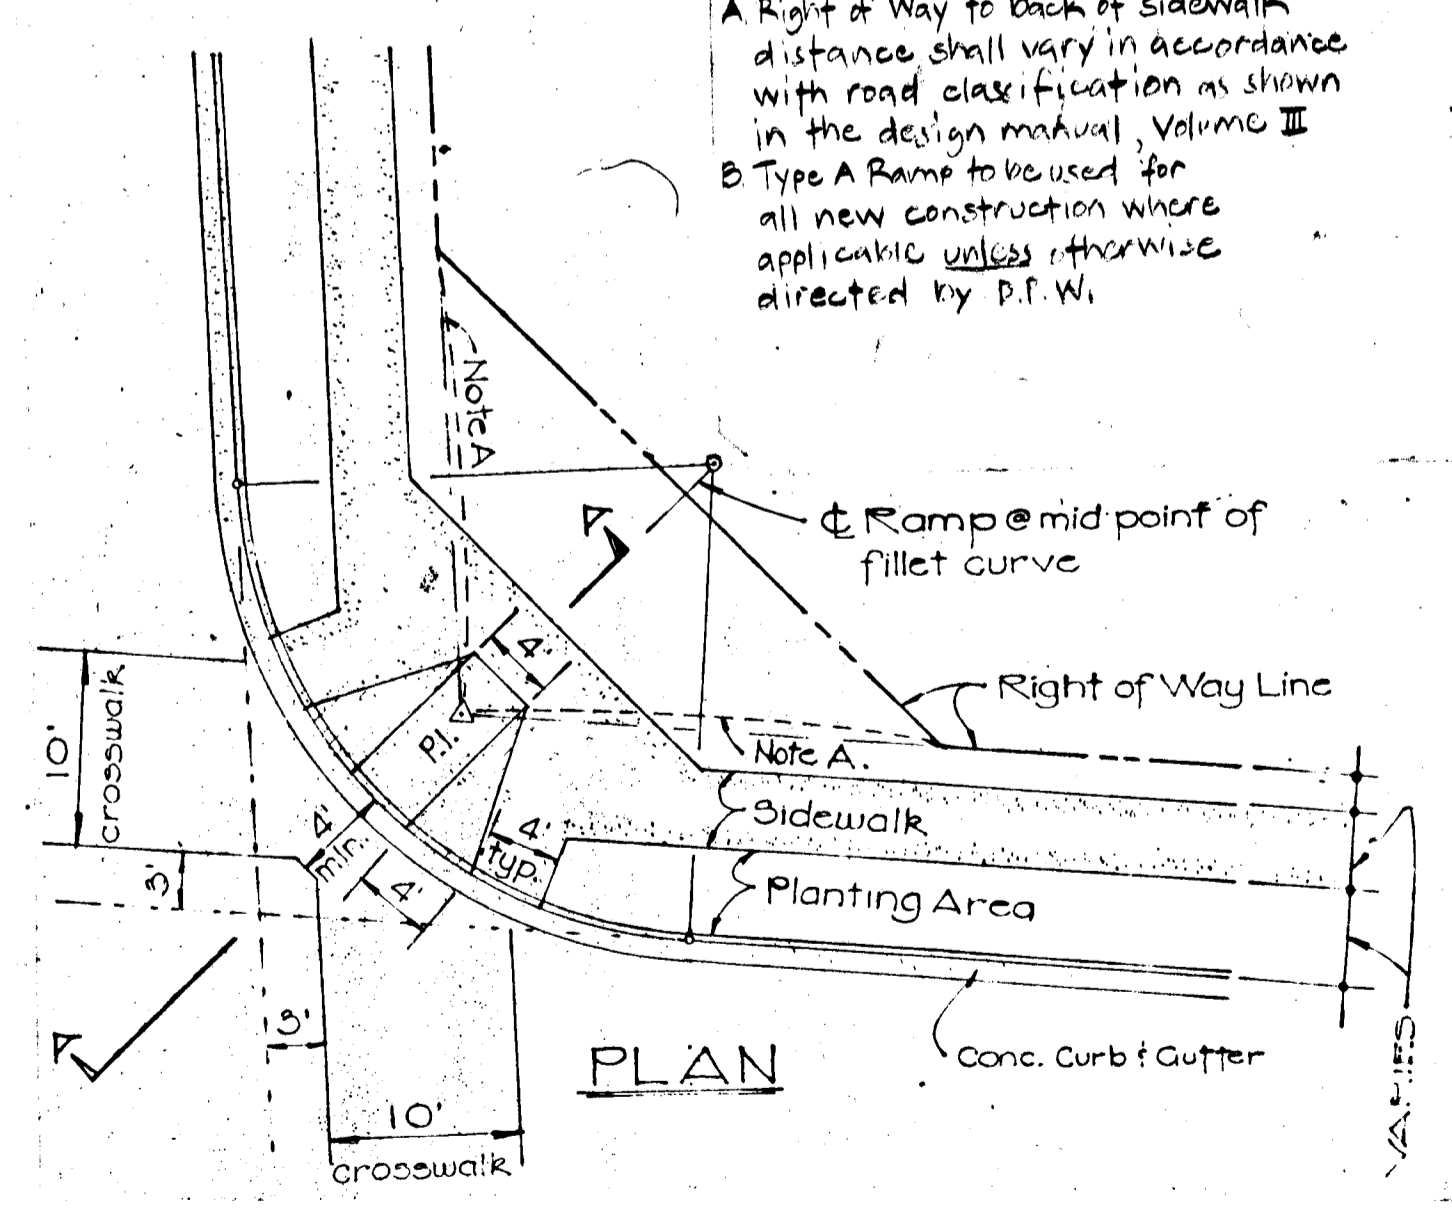 A. Right of Way to back of sidewalk
distance shall vary in accordance
with road classification as shown
in the design manual, Volume III
B. Type A Ramp to be used for
all new construction where
applicable unless otherwise
directed by D.P.W.
Note A
A
℄ Ramp @ mid point of
fillet curve
4'
Right of Way Line
10'
crosswalk
P.I.
Note A.
Sidewalk
4'
min.
4'
typ.
3'
4'
Planting Area
A
3'
PLAN
Conc. Curb & Gutter
VARIES
10'
crosswalk